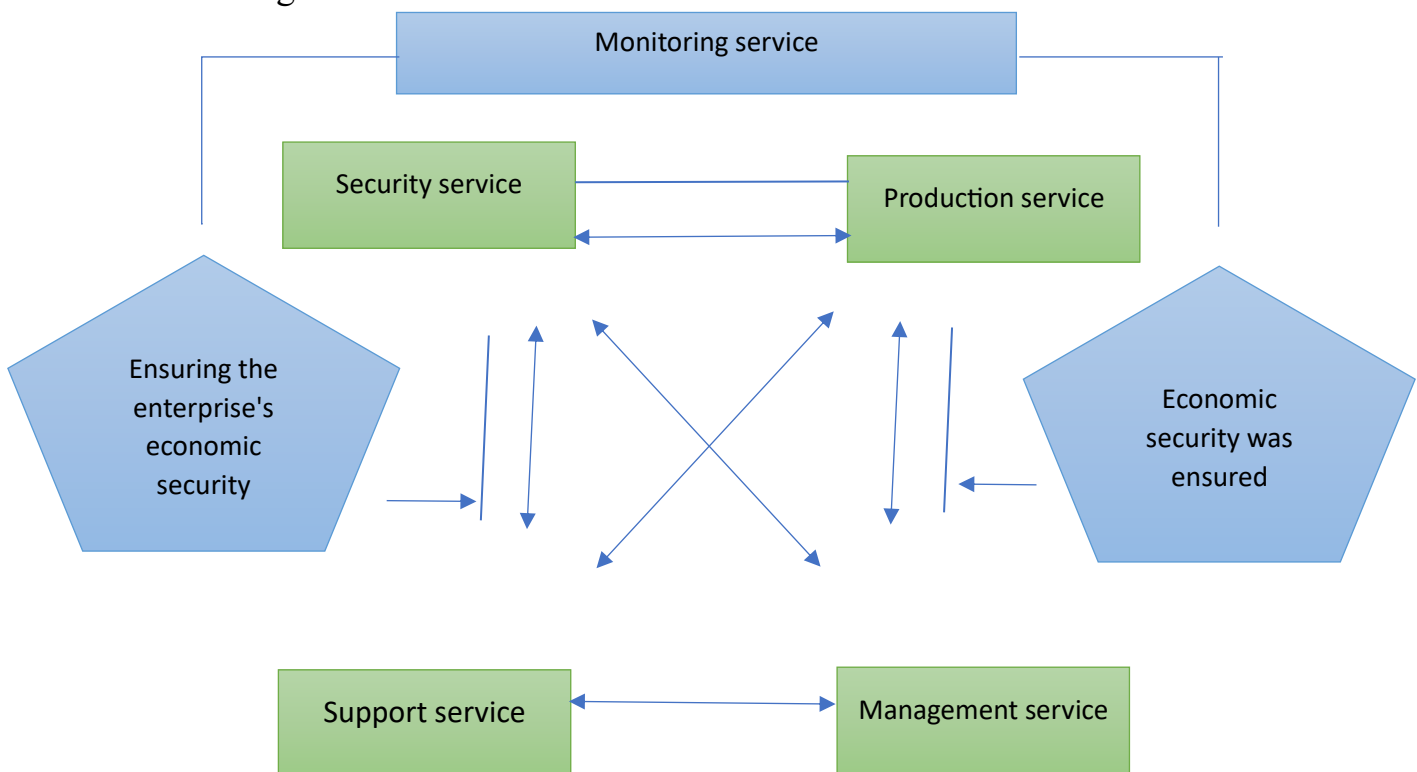 Monitoring service
Security service
Production service
Ensuring the
enterprise's
economic
security
Economic
security was
ensured
Support service
Management service